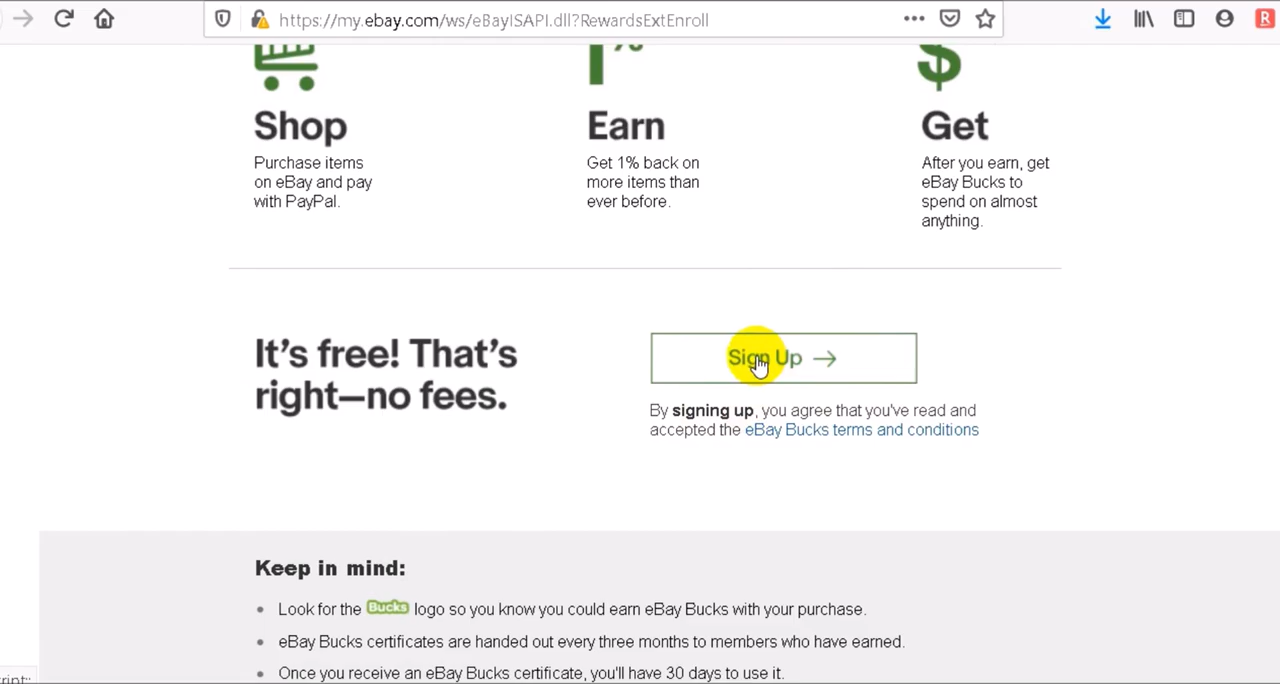 https://my.ebay.com/ws/eBayISAPI.dll?RewardsExtEnroll
R
1%
$
Shop
Purchase items
on eBay and pay
with PayPal.
Earn
Get 1% back on
more items than
ever before.
Get
After you earn, get
eBay Bucks to
spend on almost
anything.
It's free! That's
right—no fees.
Sign Up →
By signing up, you agree that you've read and
accepted the eBay Bucks terms and conditions
Keep in mind:
• Look for the Bucks logo so you know you could earn eBay Bucks with your purchase.
• eBay Bucks certificates are handed out every three months to members who have earned.
• Once you receive an eBay Bucks certificate, you'll have 30 days to use it.